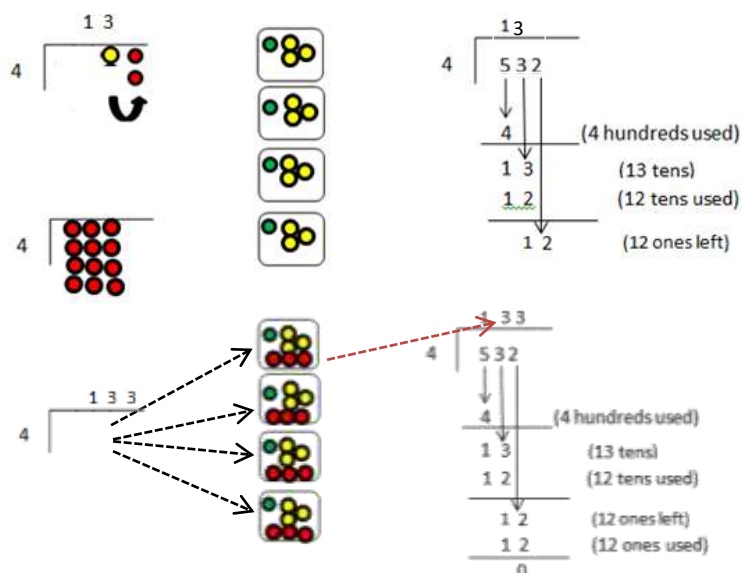 1 3
4
4
1 3 3
4
1 3
4
5 3 2
4 (4 hundreds used)
1 3 (13 tens)
1 2 (12 tens used)
1 2 (12 ones left)
1 3 3
4
5 3 2
4 (4 hundreds used)
1 3 (13 tens)
1 2 (12 tens used)
1 2 (12 ones left)
1 2 (12 ones used)
0